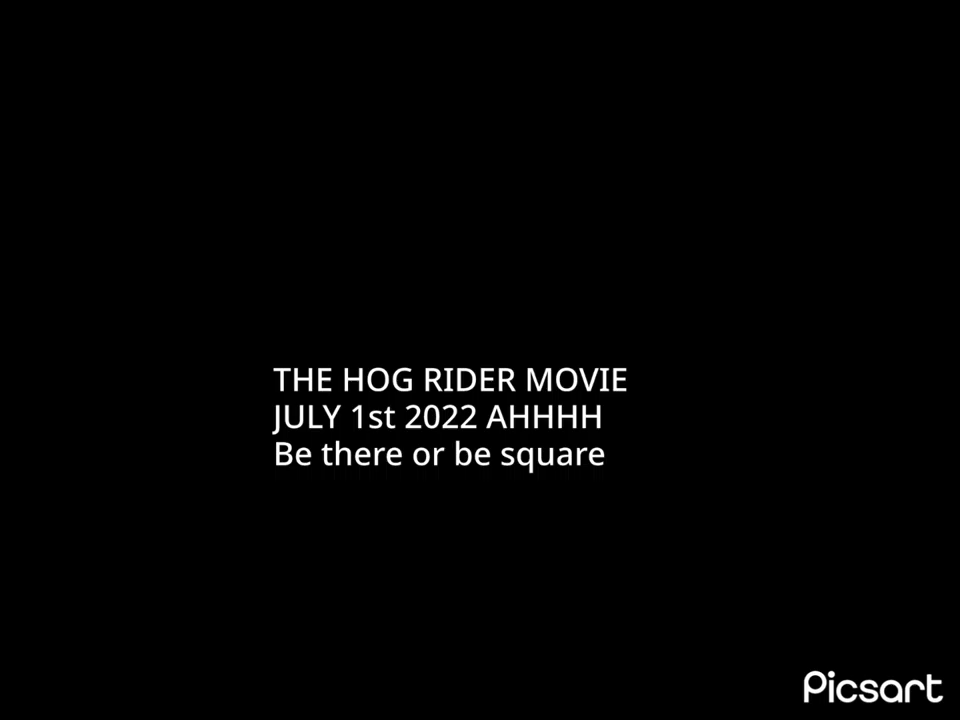 THE HOG RIDER MOVIE
JULY 1st 2022 AHHHH
Be there or be square
Picsart